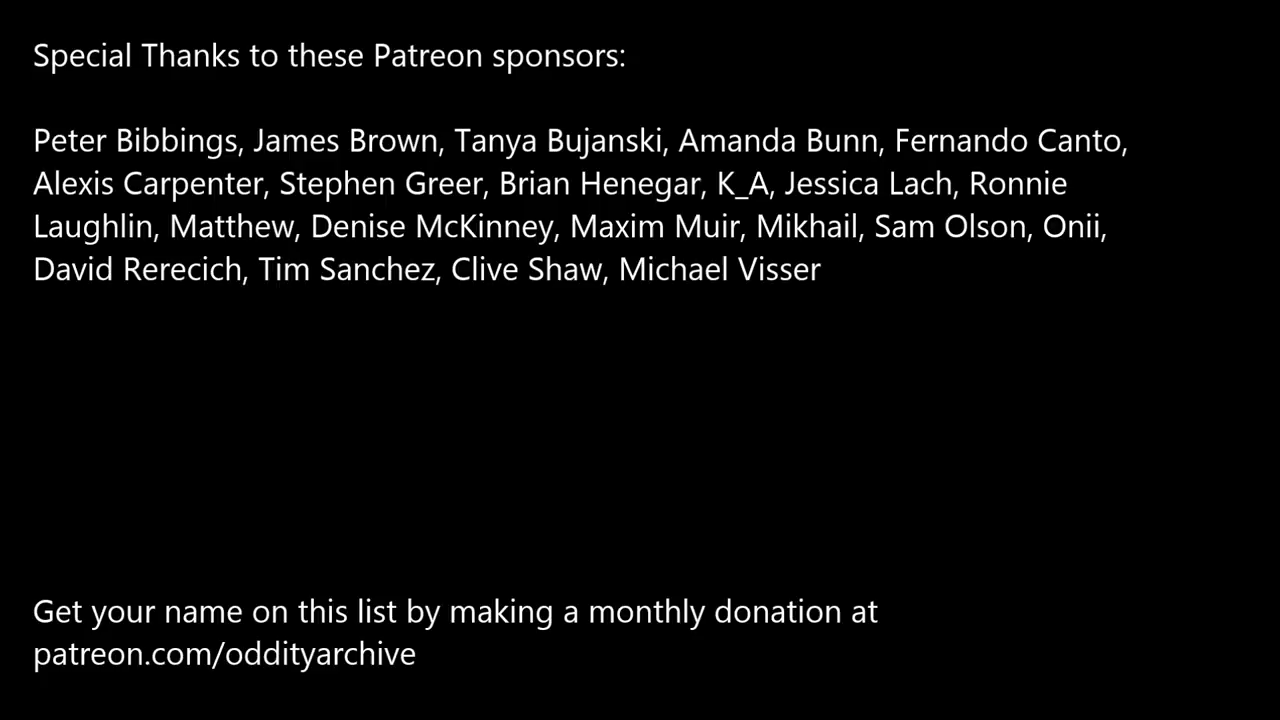 Special Thanks to these Patreon sponsors:
Peter Bibbings, James Brown, Tanya Bujanski, Amanda Bunn, Fernando Canto,
Alexis Carpenter, Stephen Greer, Brian Henegar, K_A, Jessica Lach, Ronnie
Laughlin, Matthew, Denise McKinney, Maxim Muir, Mikhail, Sam Olson, Onii,
David Rerecich, Tim Sanchez, Clive Shaw, Michael Visser
Get your name on this list by making a monthly donation at
patreon.com/oddityarchive